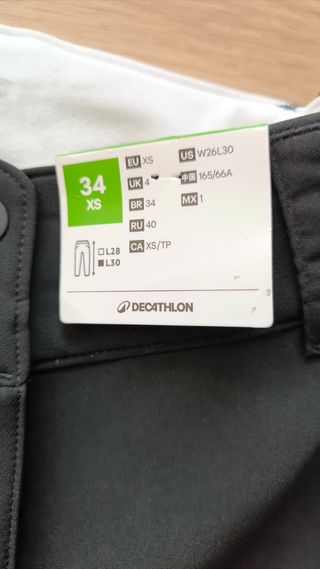 34
XS
EU XS
UK 4
BR 34
RU 40
CA XS/TP
US W26L30
中国 165/66A
MX 1
L28
L30
DECATHLON